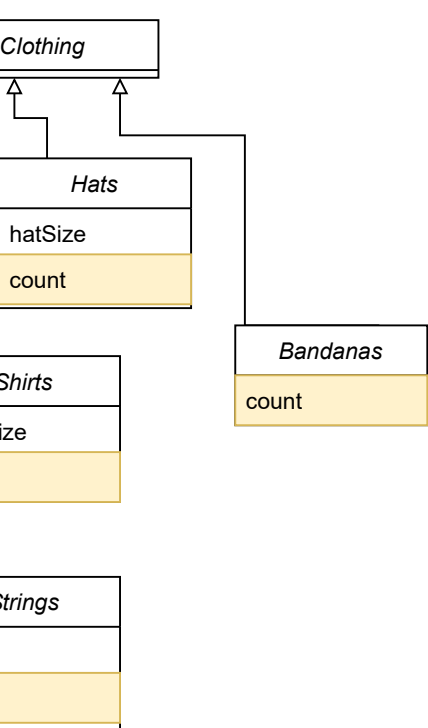 Clothing
Hats
hatSize
count
Bandanas
count
Shirts
ize
Strings